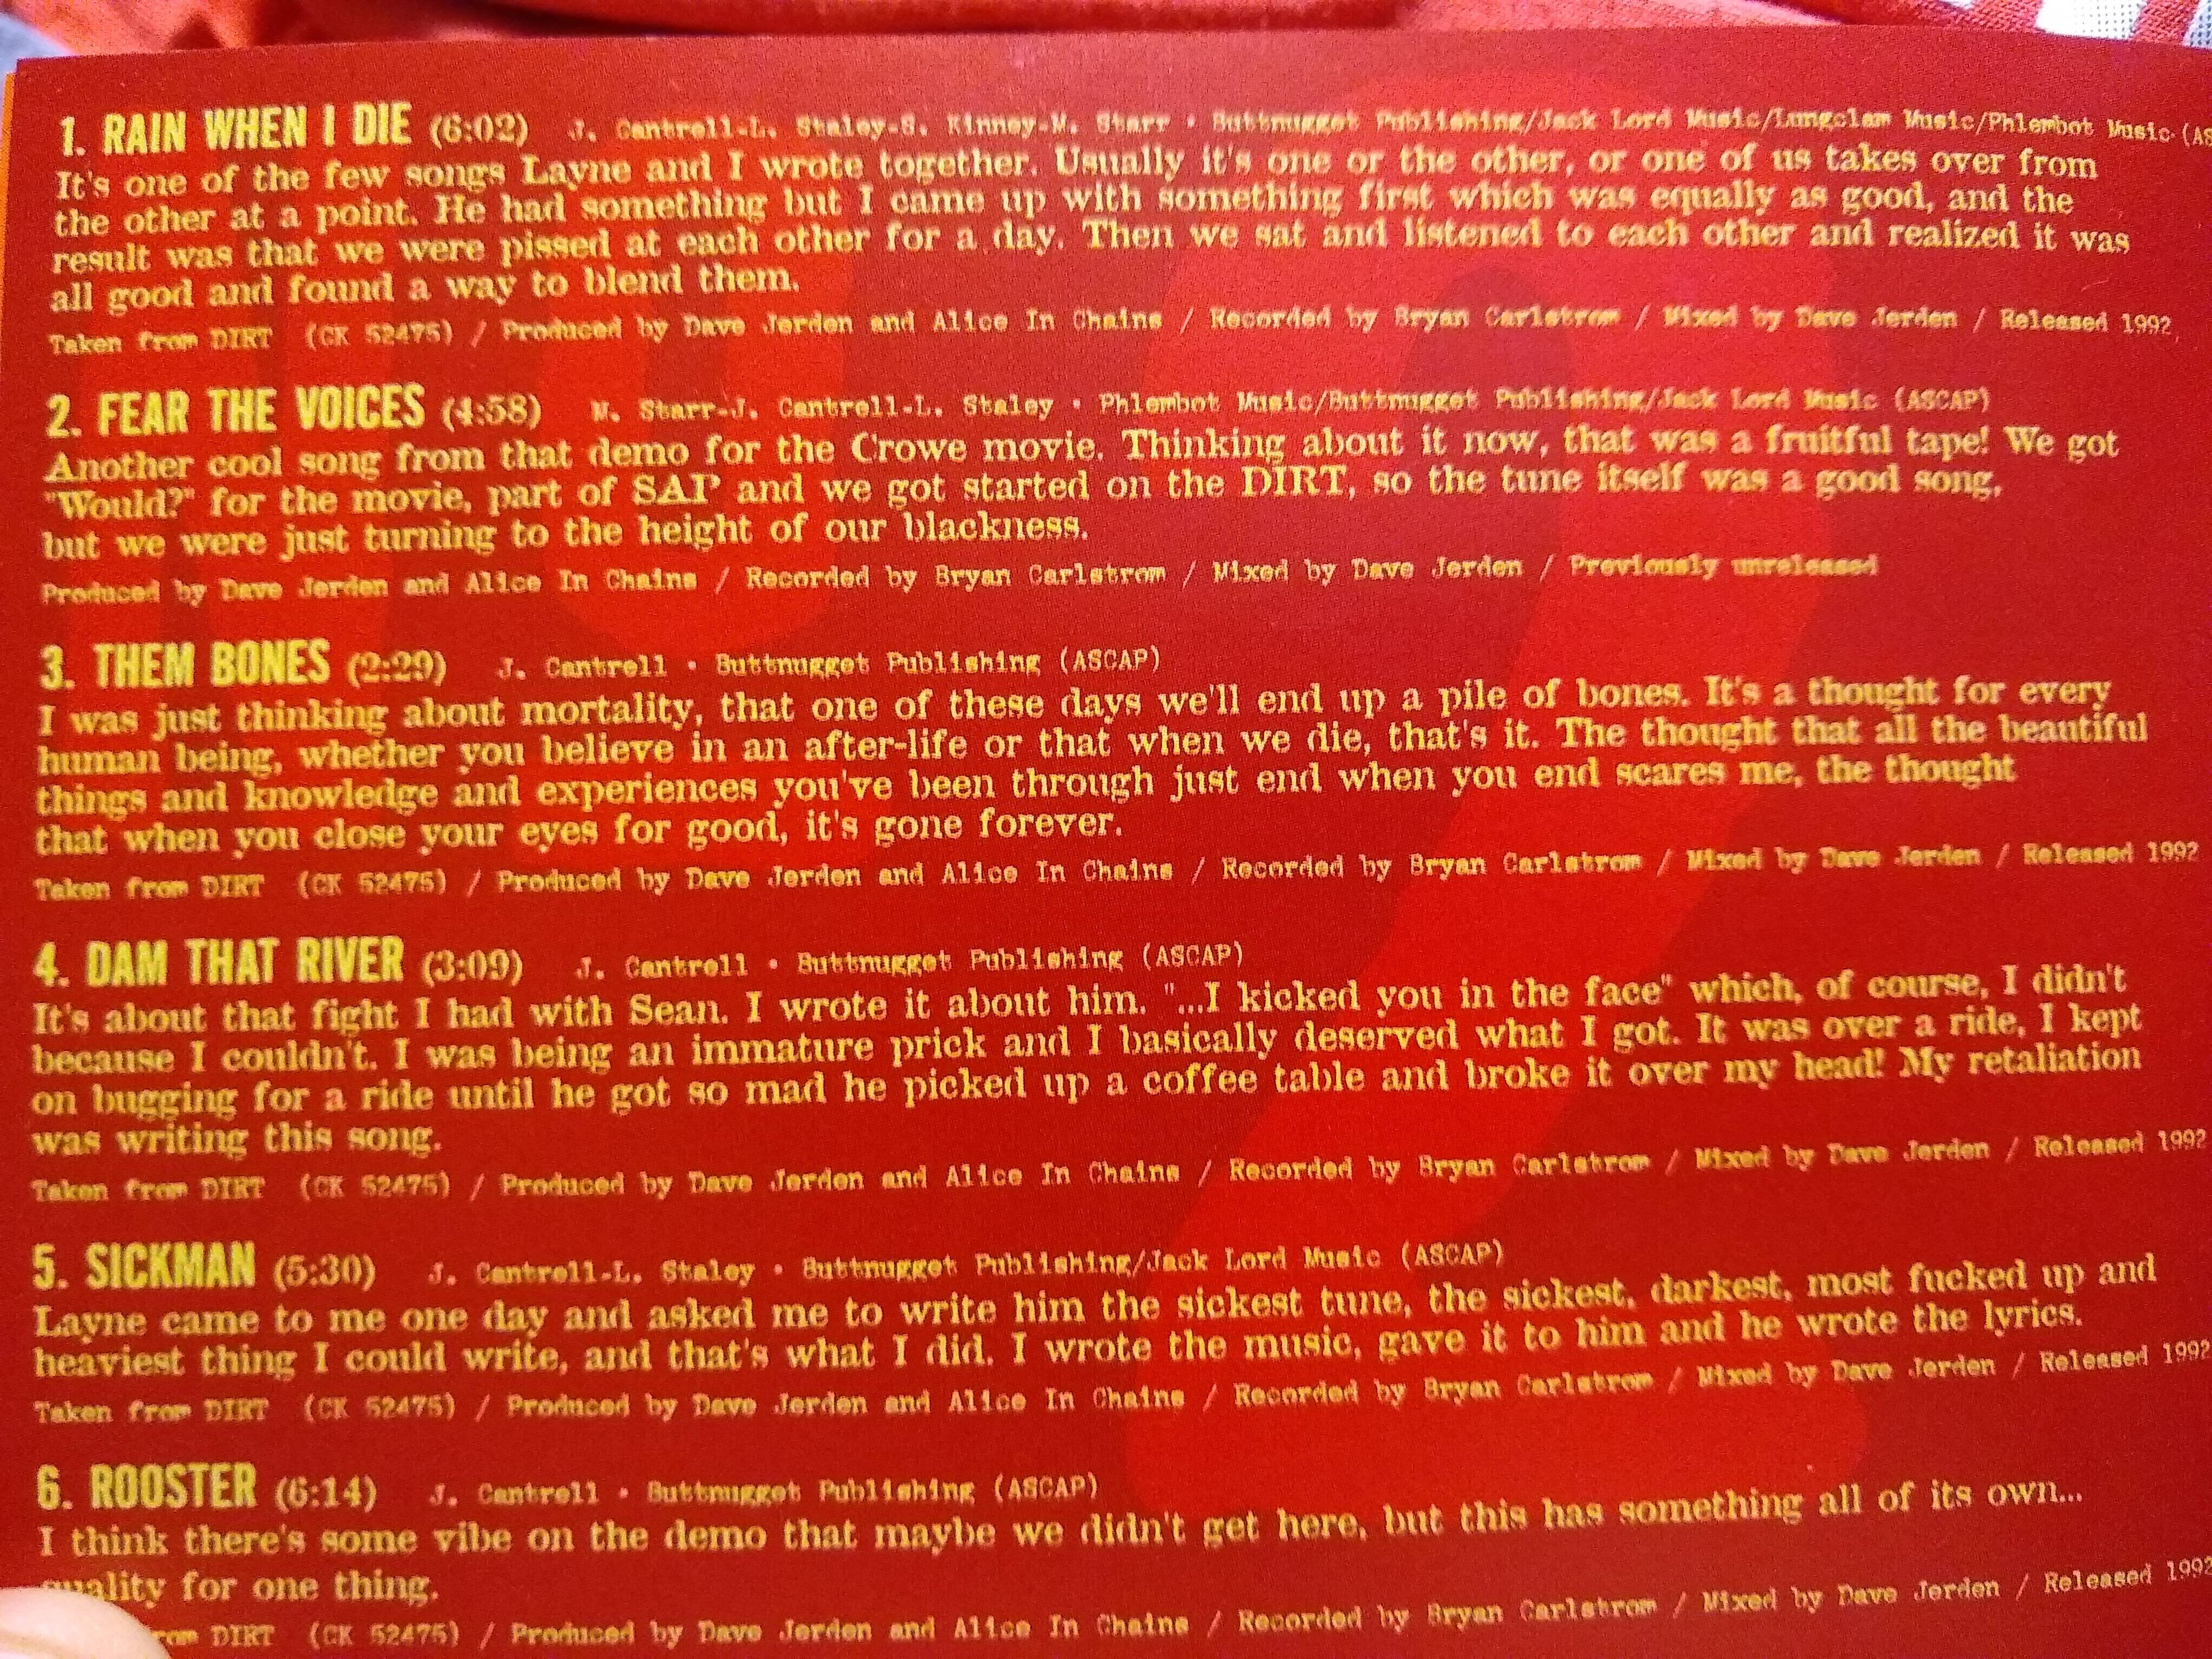 1. RAIN WHEN I DIE (6:02) J. Cantrell-L. Staley-S. Kinney-M. Starr • Buttnugget Publishing/Jack Lord Music/Lungclam Music/Phlembot Music (AS
It's one of the few songs Layne and I wrote together. Usually it's one or the other, or one of us takes over from
the other at a point. He had something but I came up with something first which was equally as good, and the
result was that we were pissed at each other for a day. Then we sat and listened to each other and realized it was
all good and found a way to blend them.
Taken from DIRT (CK 52475) / Produced by Dave Jerden and Alice In Chains / Recorded by Bryan Carlstrom / Mixed by Dave Jerden / Released 1992
2. FEAR THE VOICES (4:58) M. Starr-J. Cantrell-L. Staley • Phlembot Music/Buttnugget Publishing/Jack Lord Music (ASCAP)
Another cool song from that demo for the Crowe movie. Thinking about it now, that was a fruitful tape! We got
"Would?" for the movie, part of SAP and we got started on the DIRT, so the tune itself was a good song,
but we were just turning to the height of our blackness.
Produced by Dave Jerden and Alice In Chains / Recorded by Bryan Carlstrom / Mixed by Dave Jerden / Previously unreleased
3. THEM BONES (2:29) J. Cantrell • Buttnugget Publishing (ASCAP)
I was just thinking about mortality, that one of these days we'll end up a pile of bones. It's a thought for every
human being, whether you believe in an after-life or that when we die, that's it. The thought that all the beautiful
things and knowledge and experiences you've been through just end when you end scares me, the thought
that when you close your eyes for good, it's gone forever.
Taken from DIRT (CK 52475) / Produced by Dave Jerden and Alice In Chains / Recorded by Bryan Carlstrom / Mixed by Dave Jerden / Released 1992
4. DAM THAT RIVER (3:09) J. Cantrell • Buttnugget Publishing (ASCAP)
It's about that fight I had with Sean. I wrote it about him. "...I kicked you in the face" which, of course, I didn't
because I couldn't. I was being an immature prick and I basically deserved what I got. It was over a ride, I kept
on bugging for a ride until he got so mad he picked up a coffee table and broke it over my head! My retaliation
was writing this song.
Taken from DIRT (CK 52475) / Produced by Dave Jerden and Alice In Chains / Recorded by Bryan Carlstrom / Mixed by Dave Jerden / Released 1992
5. SICKMAN (5:30) J. Cantrell-L. Staley • Buttnugget Publishing/Jack Lord Music (ASCAP)
Layne came to me one day and asked me to write him the sickest tune, the sickest, darkest, most fucked up and
heaviest thing I could write, and that's what I did. I wrote the music, gave it to him and he wrote the lyrics.
Taken from DIRT (CK 52475) / Produced by Dave Jerden and Alice In Chains / Recorded by Bryan Carlstrom / Mixed by Dave Jerden / Released 1992
6. ROOSTER (6:14) J. Cantrell • Buttnugget Publishing (ASCAP)
I think there's some vibe on the demo that maybe we didn't get here, but this has something all of its own...
quality for one thing.
from DIRT (CK 52475) / Produced by Dave Jerden and Alice In Chains / Recorded by Bryan Carlstrom / Mixed by Dave Jerden / Released 1992